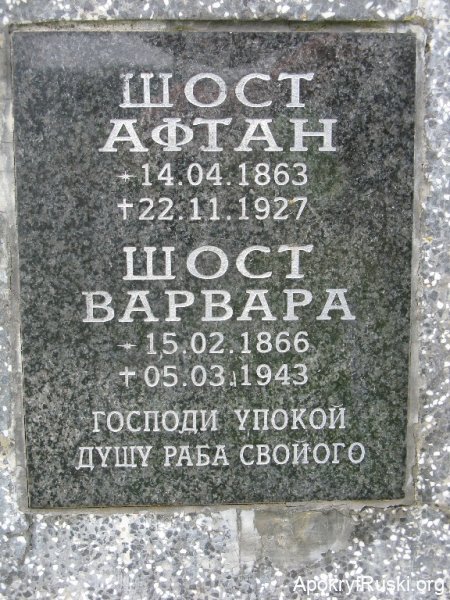 ШОСТ
АФТАН
* 14.04.1863
† 22.11.1927
ШОСТ
ВАРВАРА
* 15.02.1866
† 05.03.1943
ГОСПОДИ УПОКОЙ
ДУШУ РАБА СВОЙОГО
ApokryfRuski.org